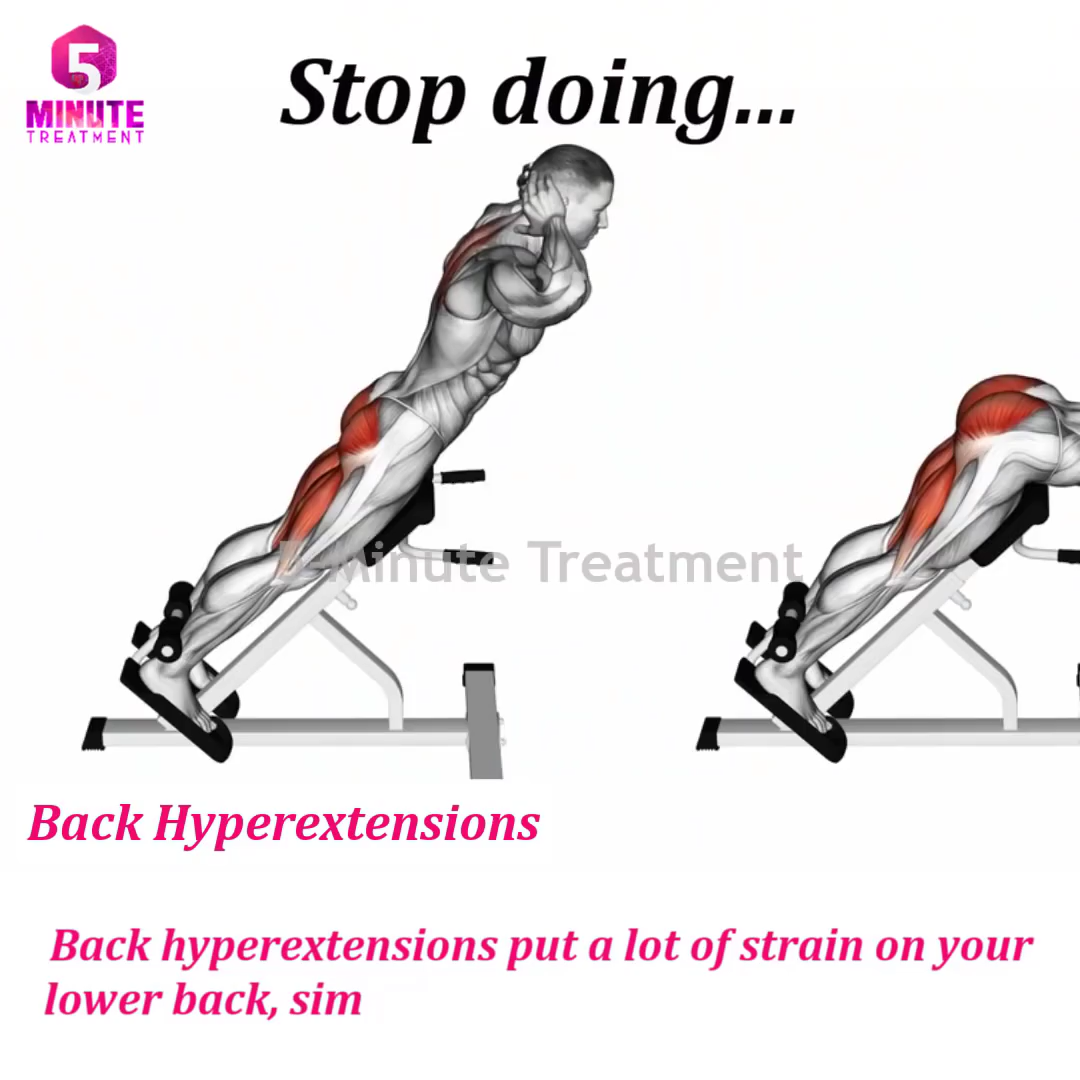 5
MINUTE
TREATMENT
Stop doing...
5-Minute Treatment
Back Hyperextensions
Back hyperextensions put a lot of strain on your
lower back, sim